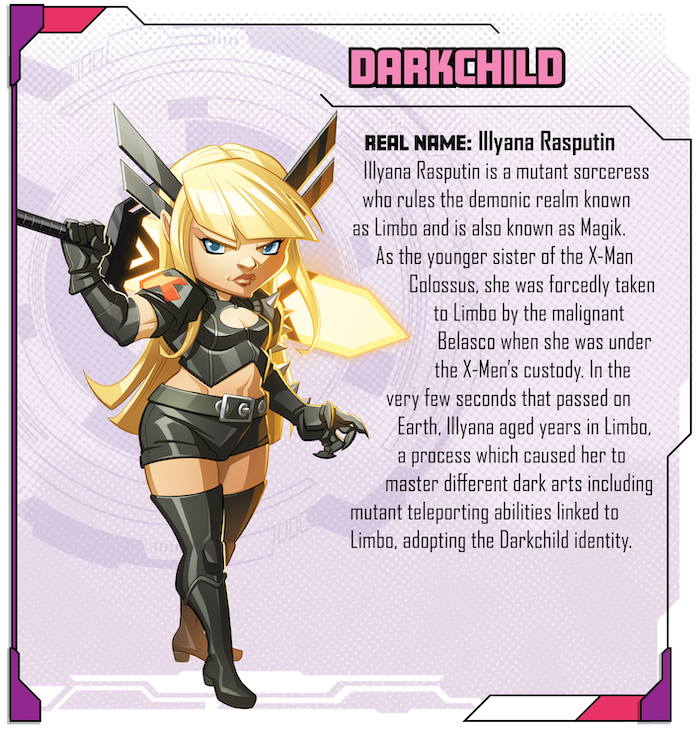 DARKCHILD
REAL NAME: Illyana Rasputin
Illyana Rasputin is a mutant sorceress
who rules the demonic realm known
as Limbo and is also known as Magik.
As the younger sister of the X-Man
Colossus, she was forcedly taken
to Limbo by the malignant
Belasco when she was under
the X-Men's custody. In the
very few seconds that passed on
Earth, Illyana aged years in Limbo,
a process which caused her to
master different dark arts including
mutant teleporting abilities linked to
Limbo, adopting the Darkchild identity.